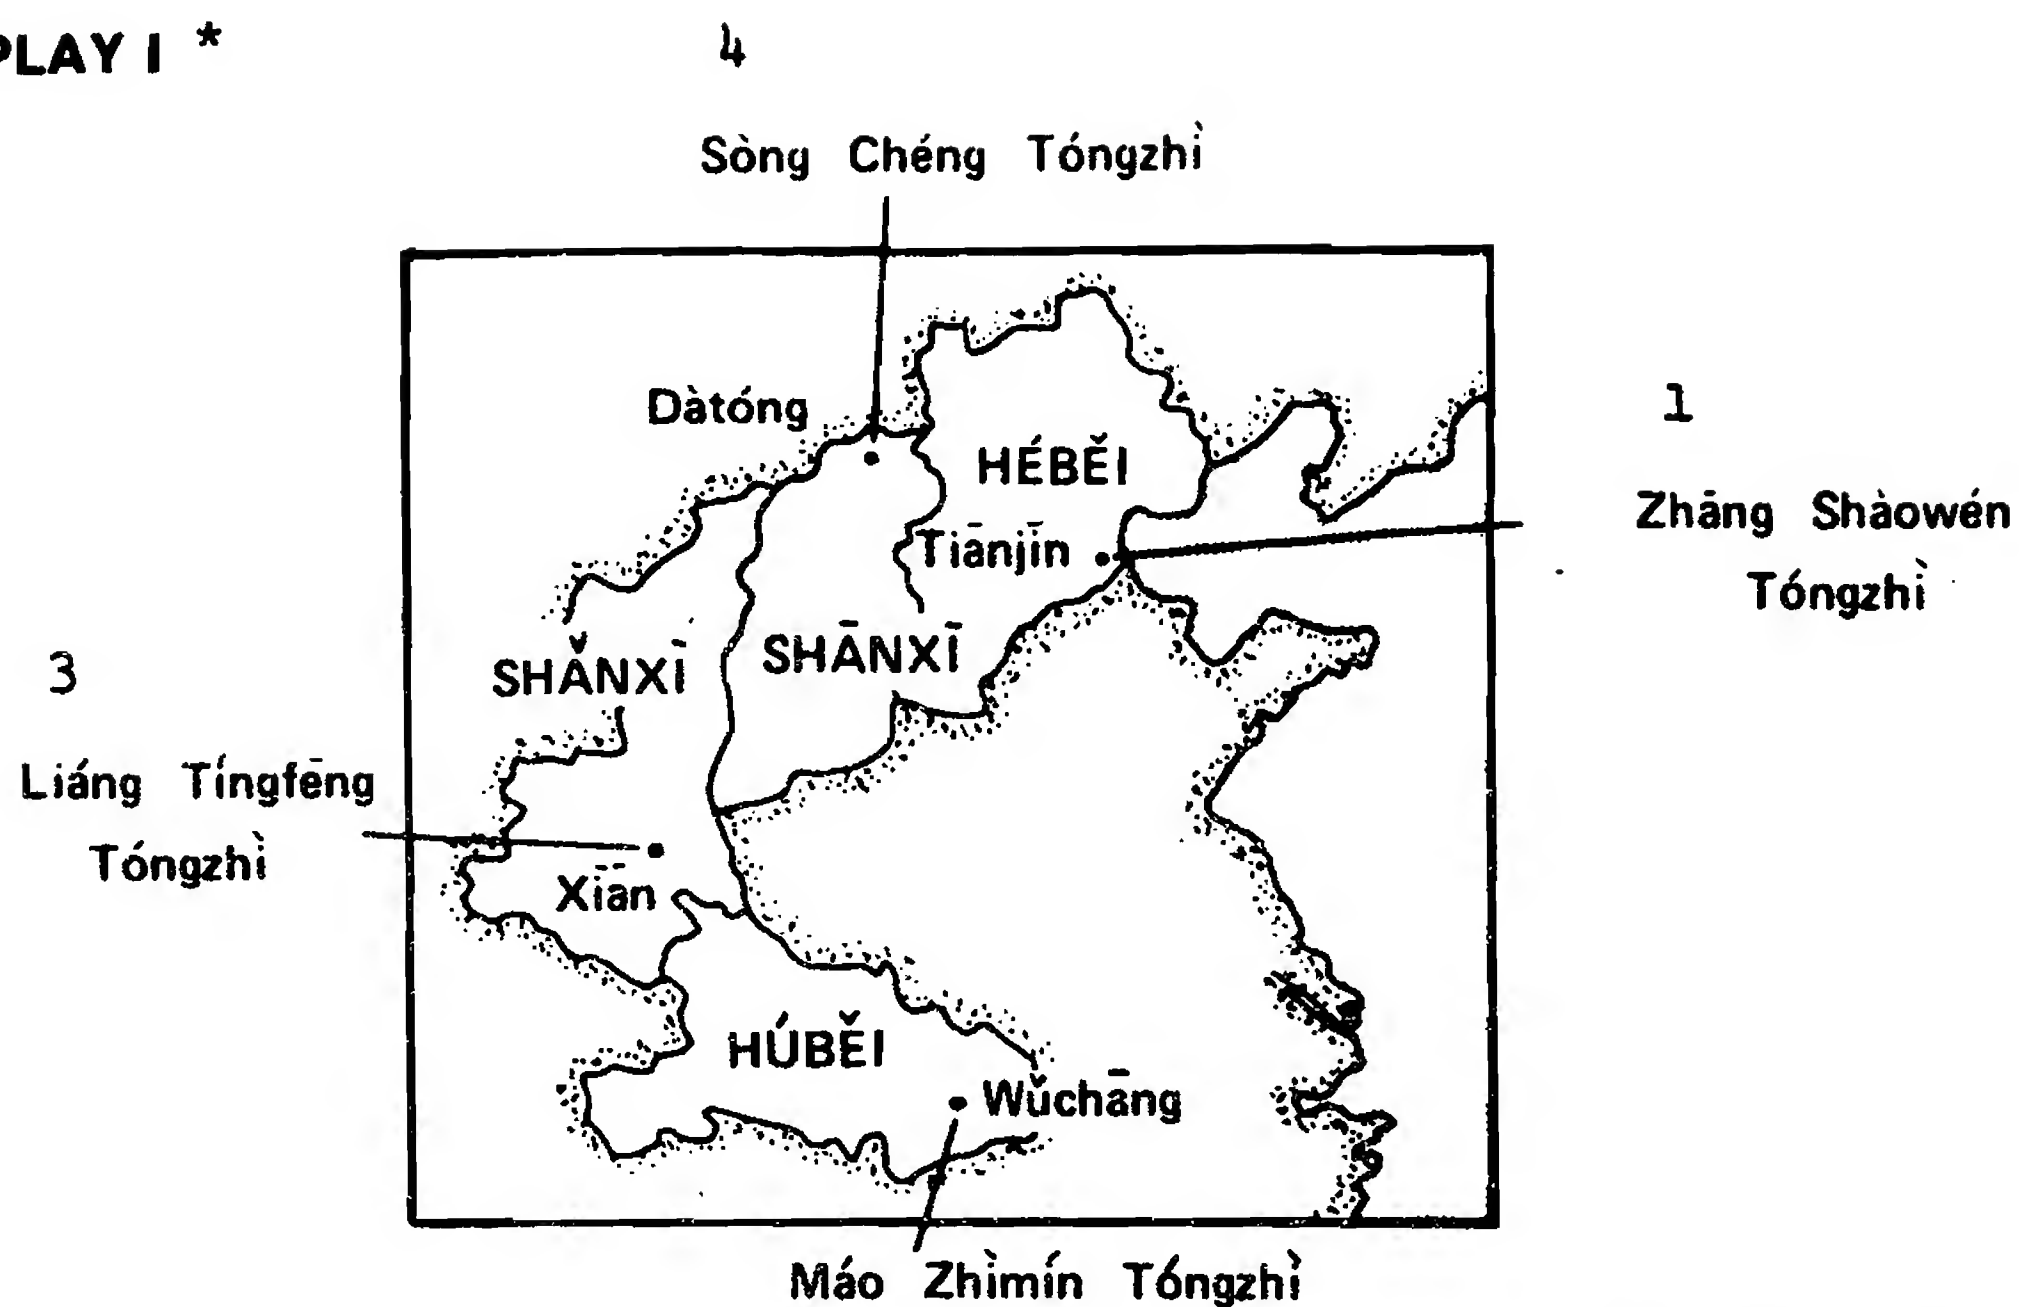 PLAY I *
4
Sòng Chéng Tóngzhì
Dàtóng
HÉBĚI
1
Tiānjīn
Zhāng Shàowén
Tóngzhì
SHǍNXĪ
SHĀNXĪ
3
Liáng Tíngfēng
Tóngzhì
Xīān
HÚBĚI
Wǔchāng
Máo Zhìmín Tóngzhì